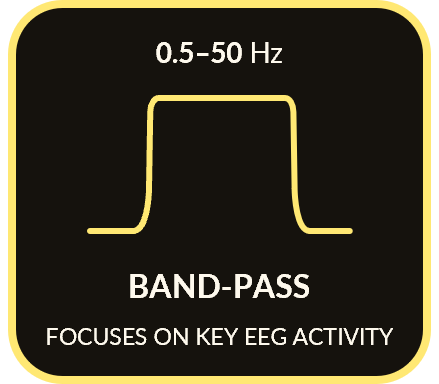 0.5–50 Hz
BAND-PASS
FOCUSES ON KEY EEG ACTIVITY